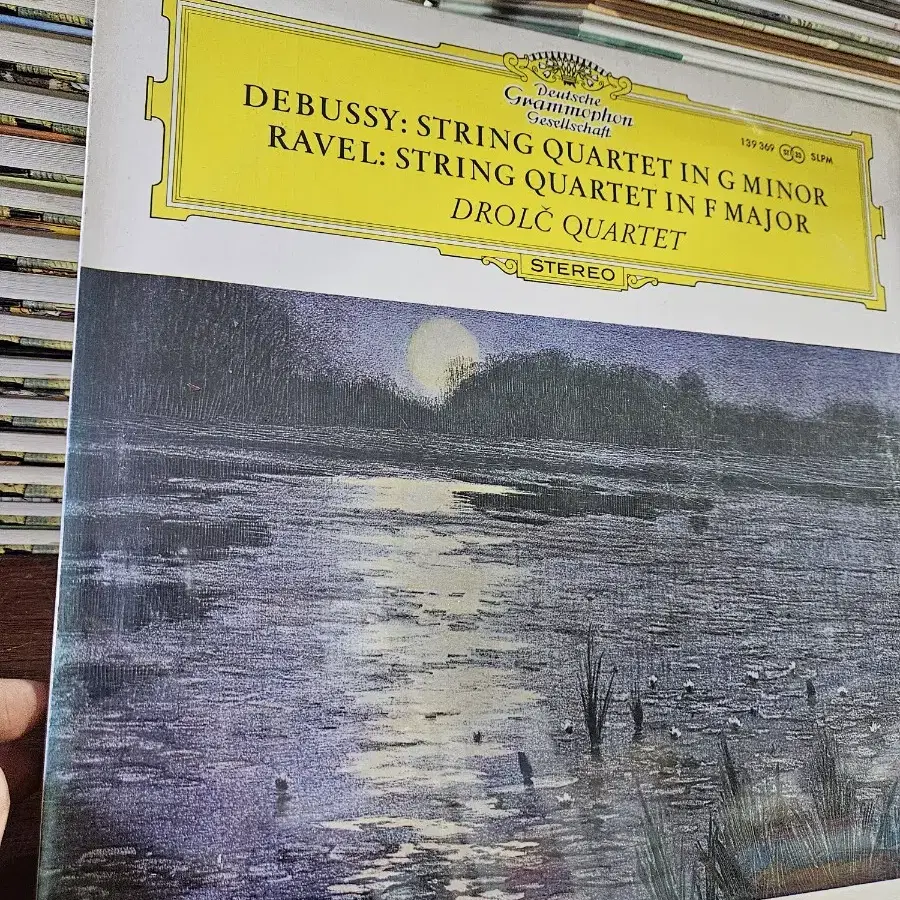 Deutsche
Grammophon
Gesellschaft
139 369 SLPM
DEBUSSY: STRING QUARTET IN G MINOR
RAVEL: STRING QUARTET IN F MAJOR
DROLČ QUARTET
STEREO